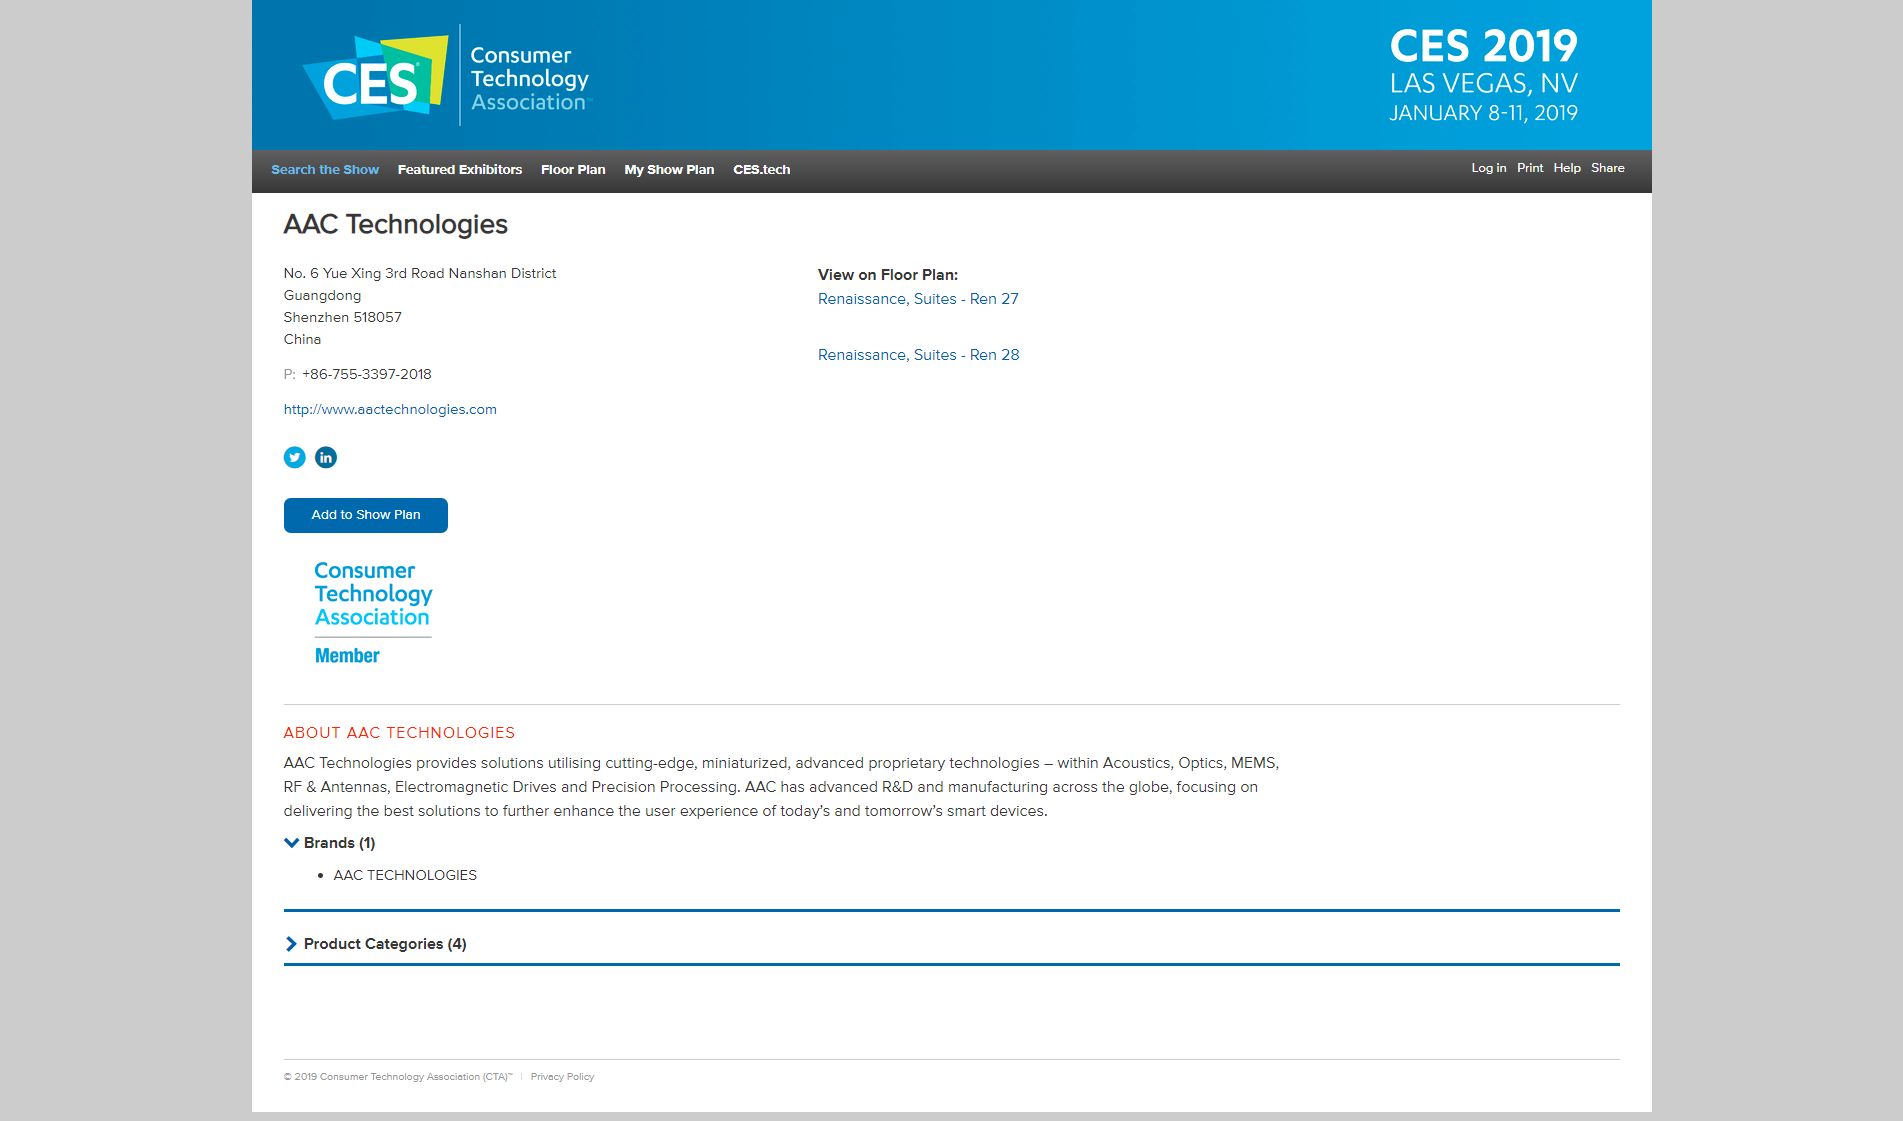 CES®
Consumer
Technology
Association™
CES 2019
LAS VEGAS, NV
JANUARY 8-11, 2019
Search the Show Featured Exhibitors Floor Plan My Show Plan CES.tech
Log in Print Help Share
AAC Technologies
No. 6 Yue Xing 3rd Road Nanshan District
Guangdong
Shenzhen 518057
China
P: +86-755-3397-2018
http://www.aactechnologies.com
in
Add to Show Plan
View on Floor Plan:
Renaissance, Suites - Ren 27
Renaissance, Suites - Ren 28
Consumer
Technology
Association
Member
ABOUT AAC TECHNOLOGIES
AAC Technologies provides solutions utilising cutting-edge, miniaturized, advanced proprietary technologies – within Acoustics, Optics, MEMS,
RF & Antennas, Electromagnetic Drives and Precision Processing. AAC has advanced R&D and manufacturing across the globe, focusing on
delivering the best solutions to further enhance the user experience of today’s and tomorrow’s smart devices.
Brands (1)
• AAC TECHNOLOGIES
Product Categories (4)
© 2019 Consumer Technology Association (CTA)™ | Privacy Policy